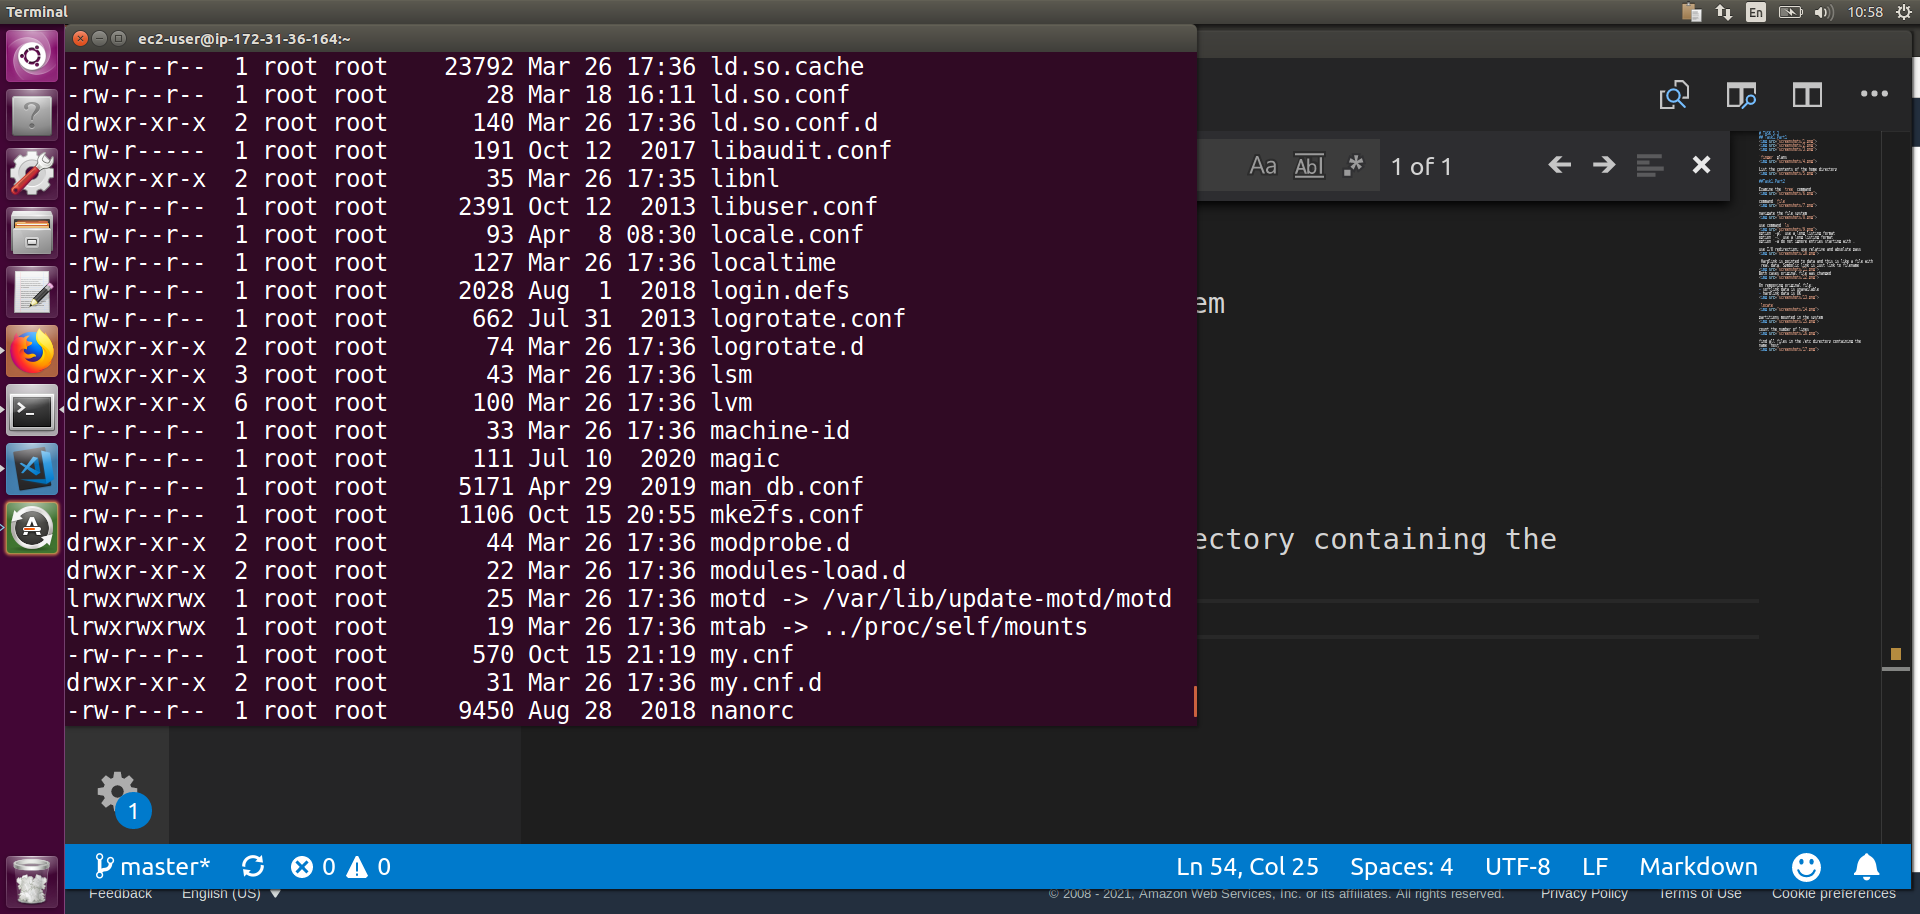 Terminal
En
10:58
ec2-user@ip-172-31-36-164:~
-rw-r--r--  1 root root    23792 Mar 26 17:36 ld.so.cache
-rw-r--r--  1 root root       28 Mar 18 16:11 ld.so.conf
drwxr-xr-x  2 root root      140 Mar 26 17:36 ld.so.conf.d
-rw-r-----  1 root root      191 Oct 12  2017 libaudit.conf
drwxr-xr-x  2 root root       35 Mar 26 17:35 libnl
-rw-r--r--  1 root root     2391 Oct 12  2013 libuser.conf
-rw-r--r--  1 root root       93 Apr  8 08:30 locale.conf
-rw-r--r--  1 root root      127 Mar 26 17:36 localtime
-rw-r--r--  1 root root     2028 Aug  1  2018 login.defs
-rw-r--r--  1 root root      662 Jul 31  2013 logrotate.conf
drwxr-xr-x  2 root root       74 Mar 26 17:36 logrotate.d
drwxr-xr-x  3 root root       43 Mar 26 17:36 lsm
drwxr-xr-x  6 root root      100 Mar 26 17:36 lvm
-r--r--r--  1 root root       33 Mar 26 17:36 machine-id
-rw-r--r--  1 root root      111 Jul 10  2020 magic
-rw-r--r--  1 root root     5171 Apr 29  2019 man_db.conf
-rw-r--r--  1 root root     1106 Oct 15 20:55 mke2fs.conf
drwxr-xr-x  2 root root       44 Mar 26 17:36 modprobe.d
drwxr-xr-x  2 root root       22 Mar 26 17:36 modules-load.d
lrwxrwxrwx  1 root root       25 Mar 26 17:36 motd -> /var/lib/update-motd/motd
lrwxrwxrwx  1 root root       19 Mar 26 17:36 mtab -> ../proc/self/mounts
-rw-r--r--  1 root root      570 Oct 15 21:19 my.cnf
drwxr-xr-x  2 root root       31 Mar 26 17:36 my.cnf.d
-rw-r--r--  1 root root     9450 Aug 28  2018 nanorc
Aa Abl .* 1 of 1
em
ectory containing the
1
master* 0 0 Ln 54, Col 25 Spaces: 4 UTF-8 LF Markdown
Feedback English (US) © 2008 - 2021, Amazon Web Services, Inc. or its affiliates. All rights reserved. Privacy Policy Terms of Use Cookie preferences